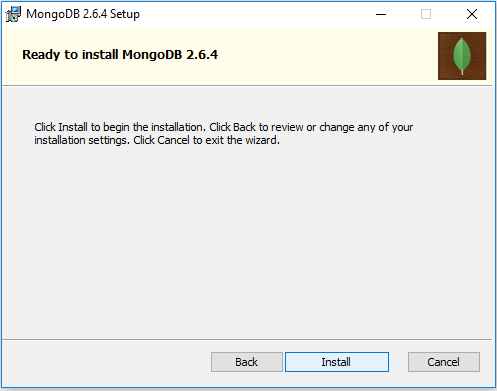 MongoDB 2.6.4 Setup
Ready to install MongoDB 2.6.4
Click Install to begin the installation. Click Back to review or change any of your
installation settings. Click Cancel to exit the wizard.
Back Install Cancel